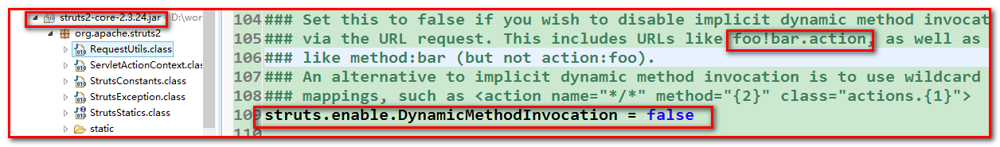 struts2-core-2.3.24.jar D:\wor
org.apache.struts2
RequestUtils.class
ServletActionContext.class
StrutsConstants.class
StrutsException.class
StrutsStatics.class
static
104 ### Set this to false if you wish to disable implicit dynamic method invocat
105 ### via the URL request. This includes URLs like foo!bar.action, as well as
106 ### like method:bar (but not action:foo).
107 ### An alternative to implicit dynamic method invocation is to use wildcard
108 ### mappings, such as <action name="*/*" method="{2}" class="actions.{1}">
109 struts.enable.DynamicMethodInvocation = false
110